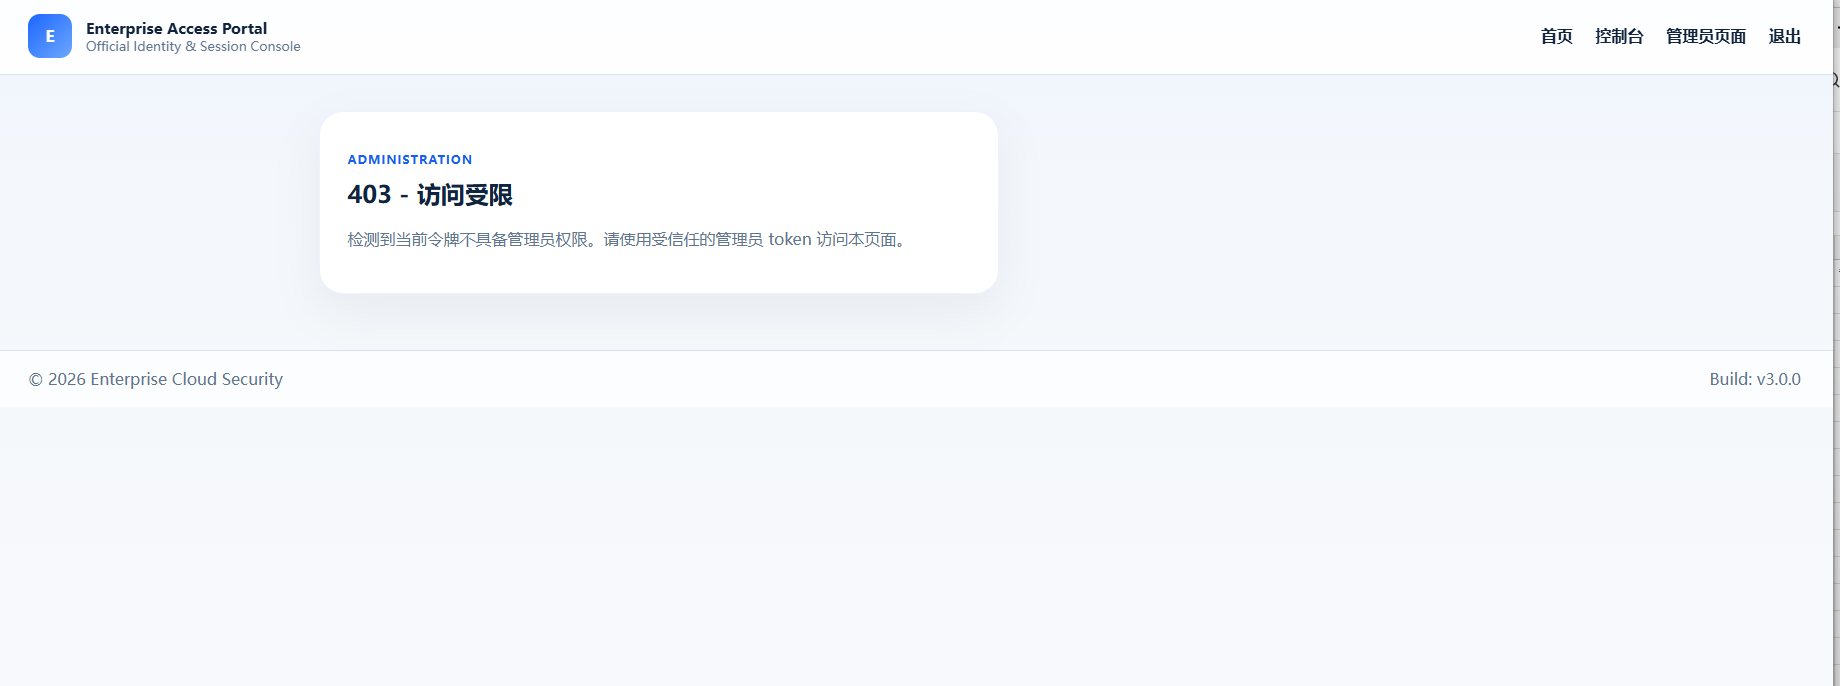 E
Enterprise Access Portal
Official Identity & Session Console
首页 控制台 管理员页面 退出
ADMINISTRATION
403 - 访问受限
检测到当前令牌不具备管理员权限。请使用受信任的管理员 token 访问本页面。
© 2026 Enterprise Cloud Security
Build: v3.0.0